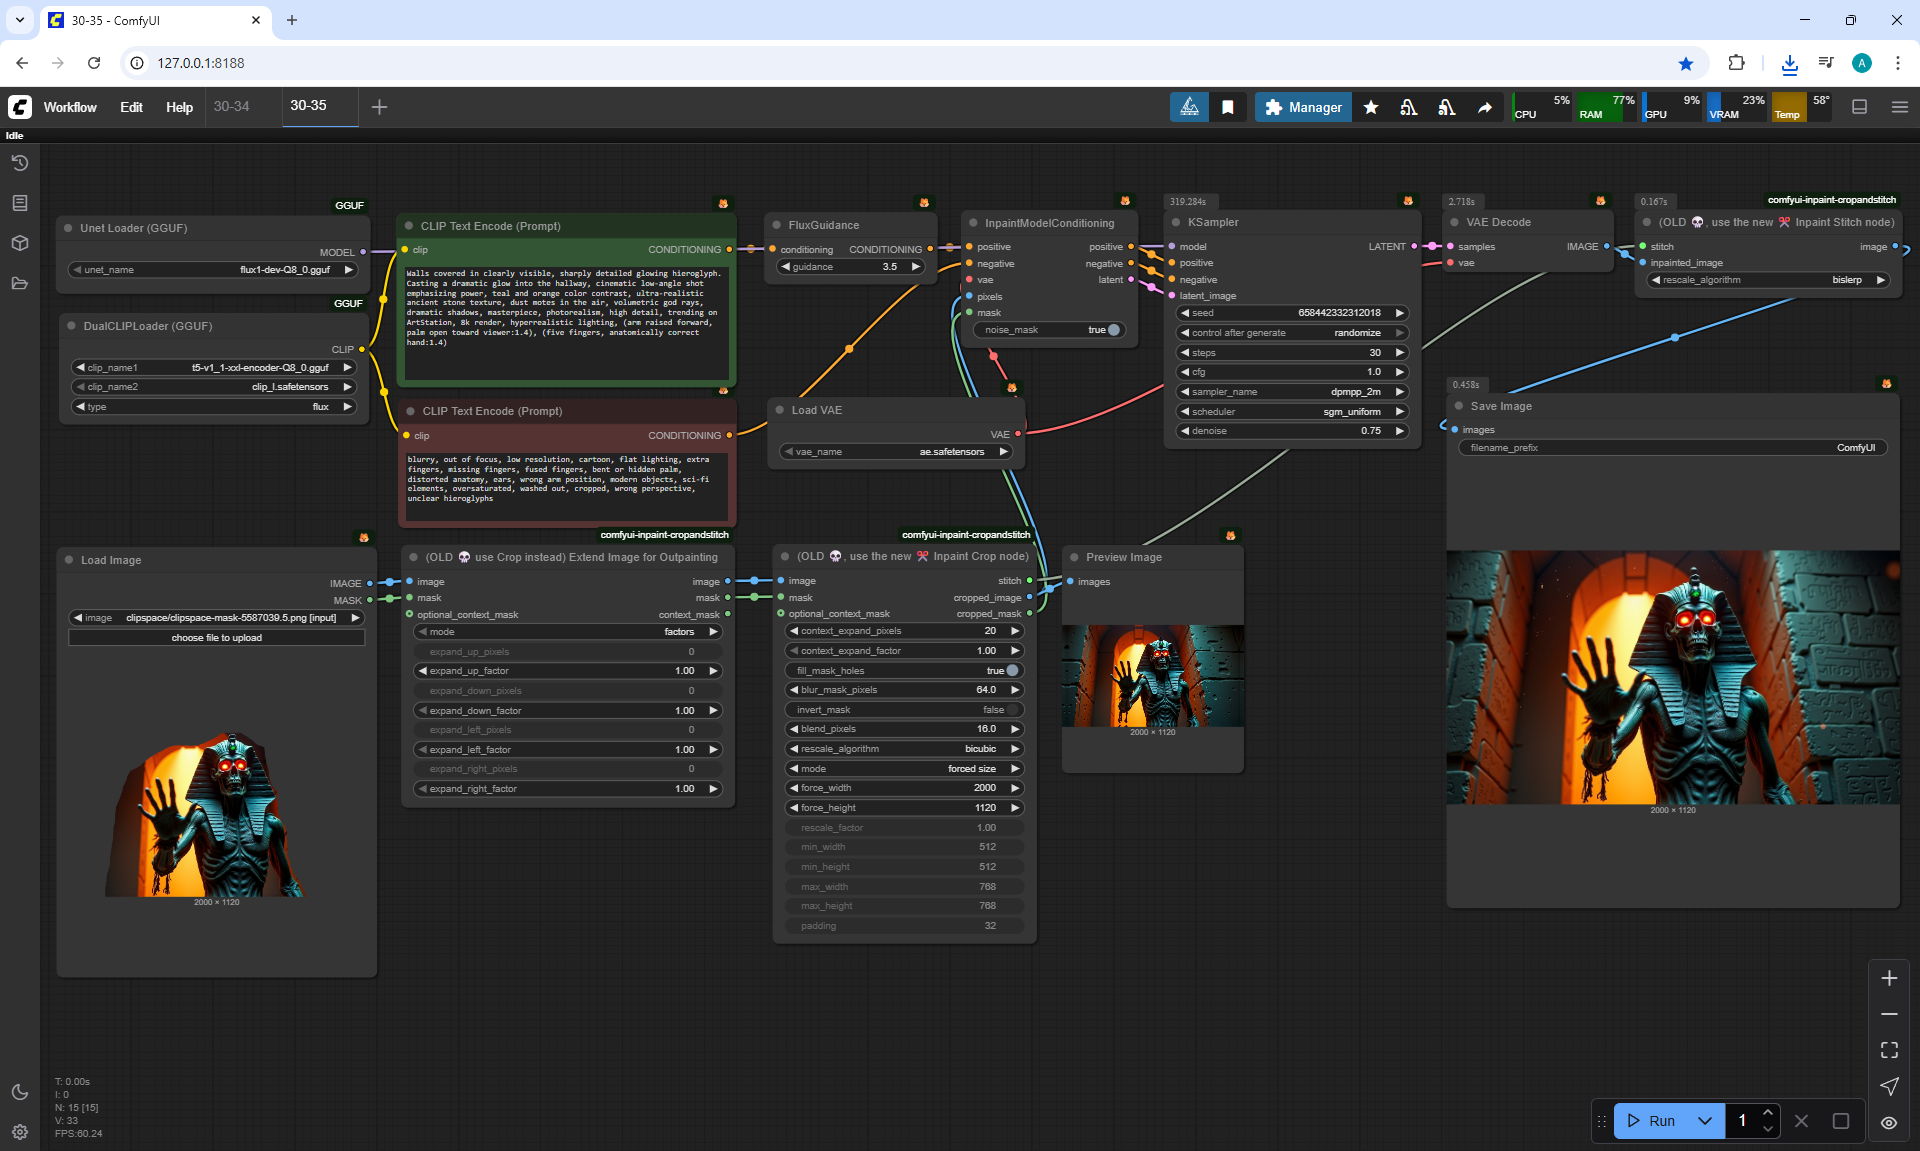 30-35 - ComfyUI
127.0.0.1:8188
A
Workflow Edit Help 30-34 30-35
Manager
5% CPU
77% RAM
9% GPU
23% VRAM
58° Temp
Idle
GGUF
Unet Loader (GGUF)
MODEL
unet_name flux1-dev-Q8_0.gguf
GGUF
DualCLIPLoader (GGUF)
CLIP
clip_name1 t5-v1_1-xxl-encoder-Q8_0.gguf
clip_name2 clip_l.safetensors
type flux
CLIP Text Encode (Prompt)
clip CONDITIONING
Walls covered in clearly visible, sharply detailed glowing hieroglyph.
Casting a dramatic glow into the hallway, cinematic low-angle shot
emphasizing power, teal and orange color contrast, ultra-realistic
ancient stone texture, dust motes in the air, volumetric god rays,
dramatic shadows, masterpiece, photorealism, high detail, trending on
ArtStation, 8k render, hyperrealistic lighting, (arm raised forward,
palm open toward viewer:1.4), (five fingers, anatomically correct
hand:1.4)
CLIP Text Encode (Prompt)
clip CONDITIONING
blurry, out of focus, low resolution, cartoon, flat lighting, extra
fingers, missing fingers, fused fingers, bent or hidden palm,
distorted anatomy, ears, wrong arm position, modern objects, sci-fi
elements, oversaturated, washed out, cropped, wrong perspective,
unclear hieroglyphs
FluxGuidance
conditioning CONDITIONING
guidance 3.5
InpaintModelConditioning
positive positive
negative negative
vae latent
pixels
mask
noise_mask true
Load VAE
VAE
vae_name ae.safetensors
319.284s
KSampler
model LATENT
positive
negative
latent_image
seed 658442332312018
control after generate randomize
steps 30
cfg 1.0
sampler_name dpmpp_2m
scheduler sgm_uniform
denoise 0.75
2.718s
VAE Decode
samples IMAGE
vae
0.167s comfyui-inpaint-cropandstitch
(OLD 💀, use the new ✂️ Inpaint Stitch node)
stitch image
inpainted_image
rescale_algorithm bislerp
0.458s
Save Image
images
filename_prefix ComfyUI
2000 × 1120
Load Image
IMAGE
MASK
image clipspace/clipspace-mask-5587039.5.png [input]
choose file to upload
2000 × 1120
comfyui-inpaint-cropandstitch
(OLD 💀 use Crop instead) Extend Image for Outpainting
image image
mask mask
optional_context_mask context_mask
mode factors
expand_up_pixels 0
expand_up_factor 1.00
expand_down_pixels 0
expand_down_factor 1.00
expand_left_pixels 0
expand_left_factor 1.00
expand_right_pixels 0
expand_right_factor 1.00
comfyui-inpaint-cropandstitch
(OLD 💀, use the new ✂️ Inpaint Crop node)
image stitch
mask cropped_image
optional_context_mask cropped_mask
context_expand_pixels 20
context_expand_factor 1.00
fill_mask_holes true
blur_mask_pixels 64.0
invert_mask false
blend_pixels 16.0
rescale_algorithm bicubic
mode forced size
force_width 2000
force_height 1120
rescale_factor 1.00
min_width 512
min_height 512
max_width 768
max_height 768
padding 32
Preview Image
images
2000 × 1120
T: 0.00s
I: 0
N: 15 [15]
V: 33
FPS:60.24
Run 1